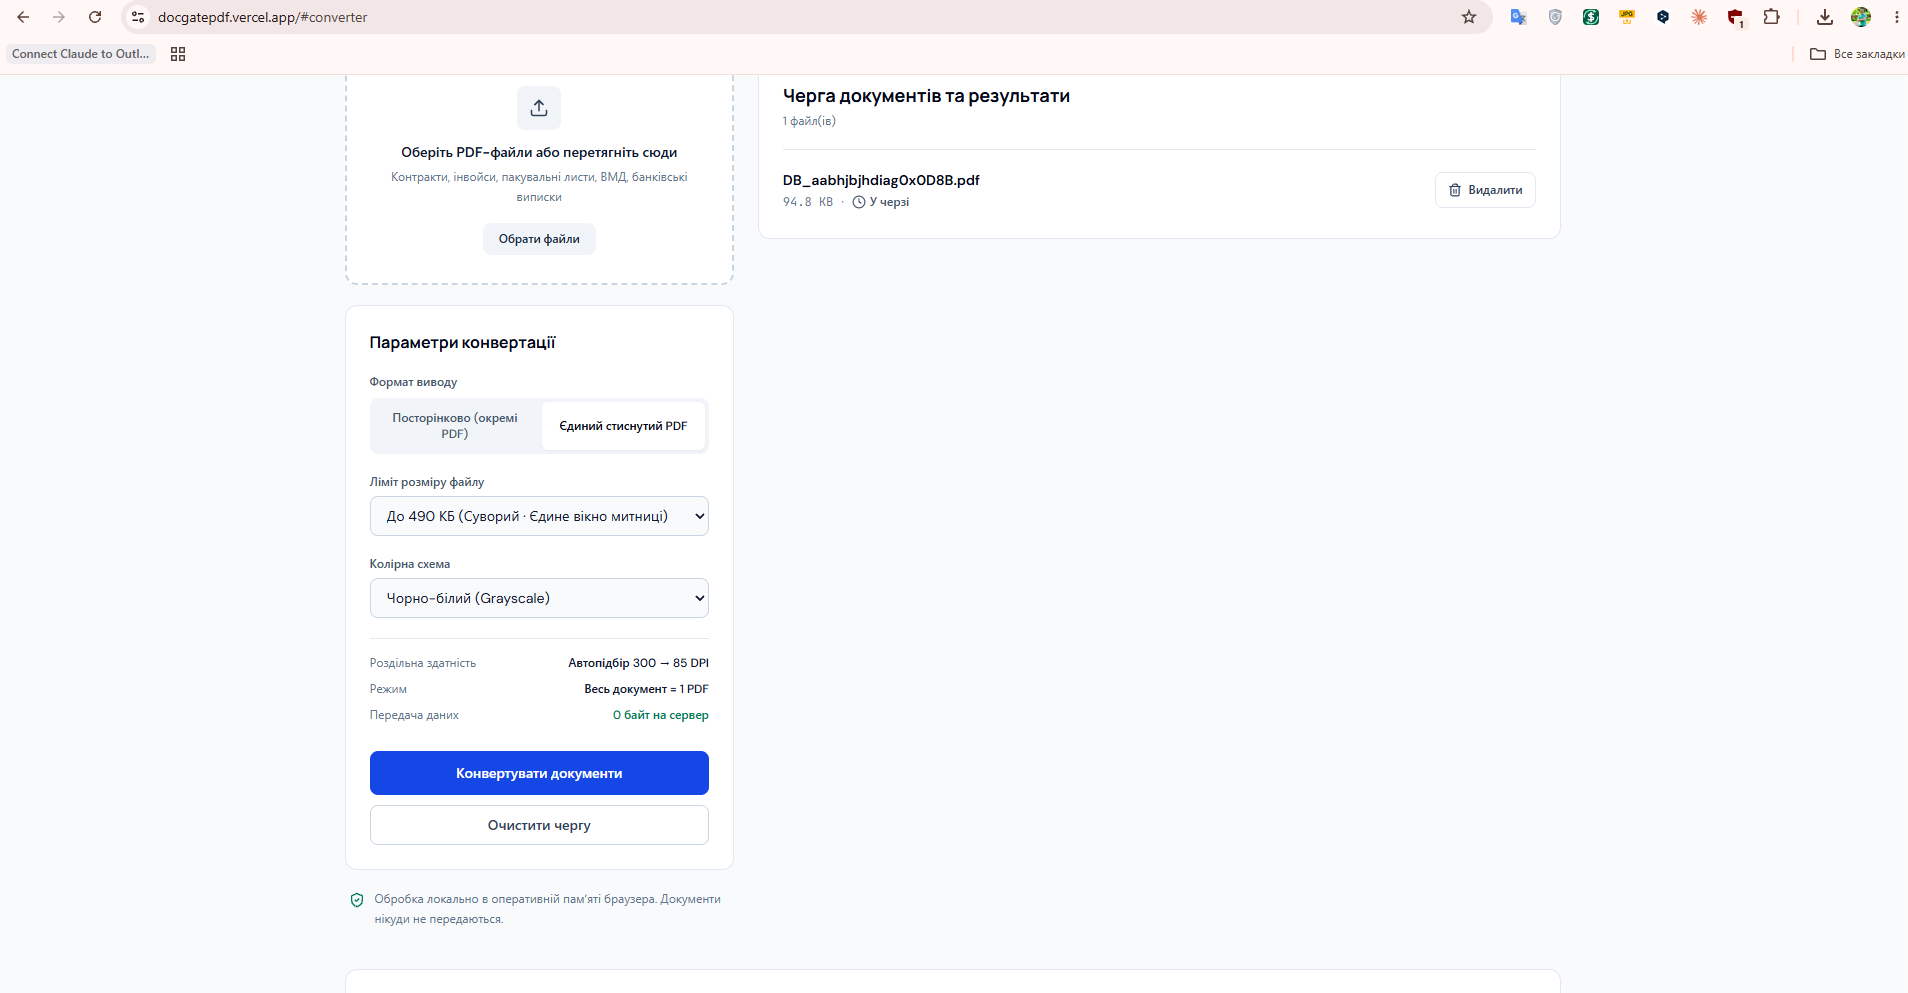 docgatepdf.vercel.app/#converter
JPG
1
Connect Claude to Outl...
Все закладки
Оберіть PDF-файли або перетягніть сюди
Контракти, інвойси, пакувальні листи, ВМД, банківські
виписки
Обрати файли
Параметри конвертації
Формат виводу
Посторінково (окремі
PDF)
Єдиний стиснутий PDF
Ліміт розміру файлу
До 490 КБ (Суворий · Єдине вікно митниці)
Колірна схема
Чорно-білий (Grayscale)
Роздільна здатність
Автопідбір 300 → 85 DPI
Режим
Весь документ = 1 PDF
Передача даних
0 байт на сервер
Конвертувати документи
Очистити чергу
Обробка локально в оперативній пам'яті браузера. Документи
нікуди не передаються.
Черга документів та результати
1 файл(ів)
DB_aabhjbjhdiag0x0D8B.pdf
94.8 KB · У черзі
Видалити